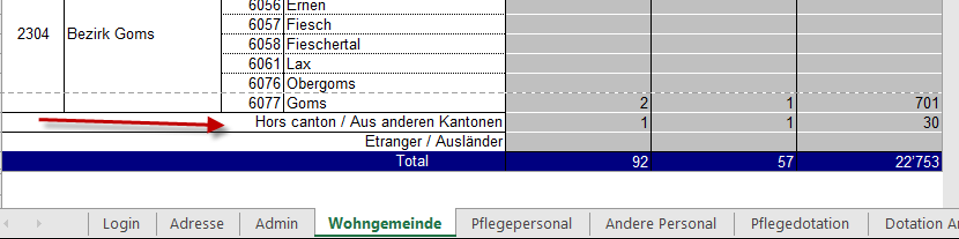 6056 Ernen
6057 Fiesch
2304 Bezirk Goms
6058 Fieschertal
6061 Lax
6076 Obergoms
6077 Goms 2 1 701
Hors canton / Aus anderen Kantonen 1 1 30
Etranger / Ausländer
Total 92 57 22'753
Login Adresse Admin Wohngemeinde Pflegepersonal Andere Personal Pflegedotation Dotation